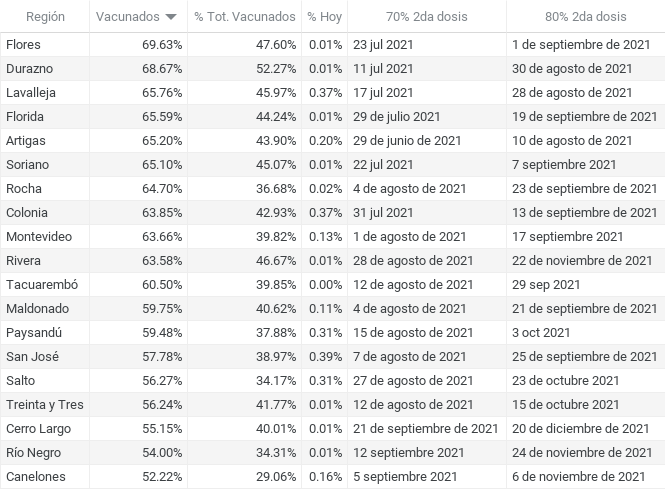 Región Vacunados % Tot. Vacunados % Hoy 70% 2da dosis 80% 2da dosis
Flores 69.63% 47.60% 0.01% 23 jul 2021 1 de septiembre de 2021
Durazno 68.67% 52.27% 0.01% 11 jul 2021 30 de agosto de 2021
Lavalleja 65.76% 45.97% 0.37% 17 jul 2021 28 de agosto de 2021
Florida 65.59% 44.24% 0.01% 29 de julio 2021 19 de septiembre de 2021
Artigas 65.20% 43.90% 0.20% 29 de junio de 2021 10 de agosto de 2021
Soriano 65.10% 45.07% 0.01% 22 jul 2021 7 septiembre 2021
Rocha 64.70% 36.68% 0.02% 4 de agosto de 2021 23 de septiembre de 2021
Colonia 63.85% 42.93% 0.37% 31 jul 2021 13 de septiembre de 2021
Montevideo 63.66% 39.82% 0.13% 1 de agosto de 2021 17 septiembre 2021
Rivera 63.58% 46.67% 0.01% 28 de agosto de 2021 22 de noviembre de 2021
Tacuarembó 60.50% 39.85% 0.00% 12 de agosto de 2021 29 sep 2021
Maldonado 59.75% 40.62% 0.11% 4 de agosto de 2021 21 de septiembre de 2021
Paysandú 59.48% 37.88% 0.31% 15 de agosto de 2021 3 oct 2021
San José 57.78% 38.97% 0.39% 7 de agosto de 2021 25 de septiembre de 2021
Salto 56.27% 34.17% 0.31% 27 de agosto de 2021 23 de octubre 2021
Treinta y Tres 56.24% 41.77% 0.01% 12 de agosto de 2021 15 de octubre 2021
Cerro Largo 55.15% 40.01% 0.01% 21 de septiembre de 2021 20 de diciembre de 2021
Río Negro 54.00% 34.31% 0.01% 12 septiembre 2021 24 de noviembre de 2021
Canelones 52.22% 29.06% 0.16% 5 septiembre 2021 6 de noviembre de 2021